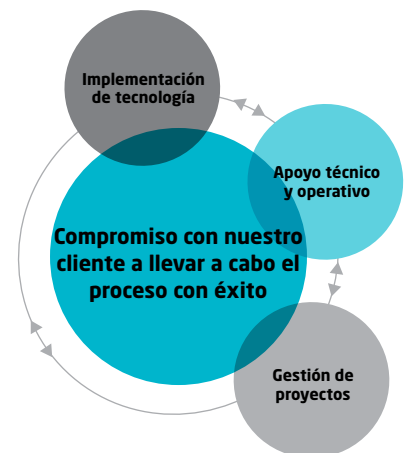 Implementación
de tecnología
Apoyo técnico
y operativo
Compromiso con nuestro
cliente a llevar a cabo el
proceso con éxito
Gestión de
proyectos